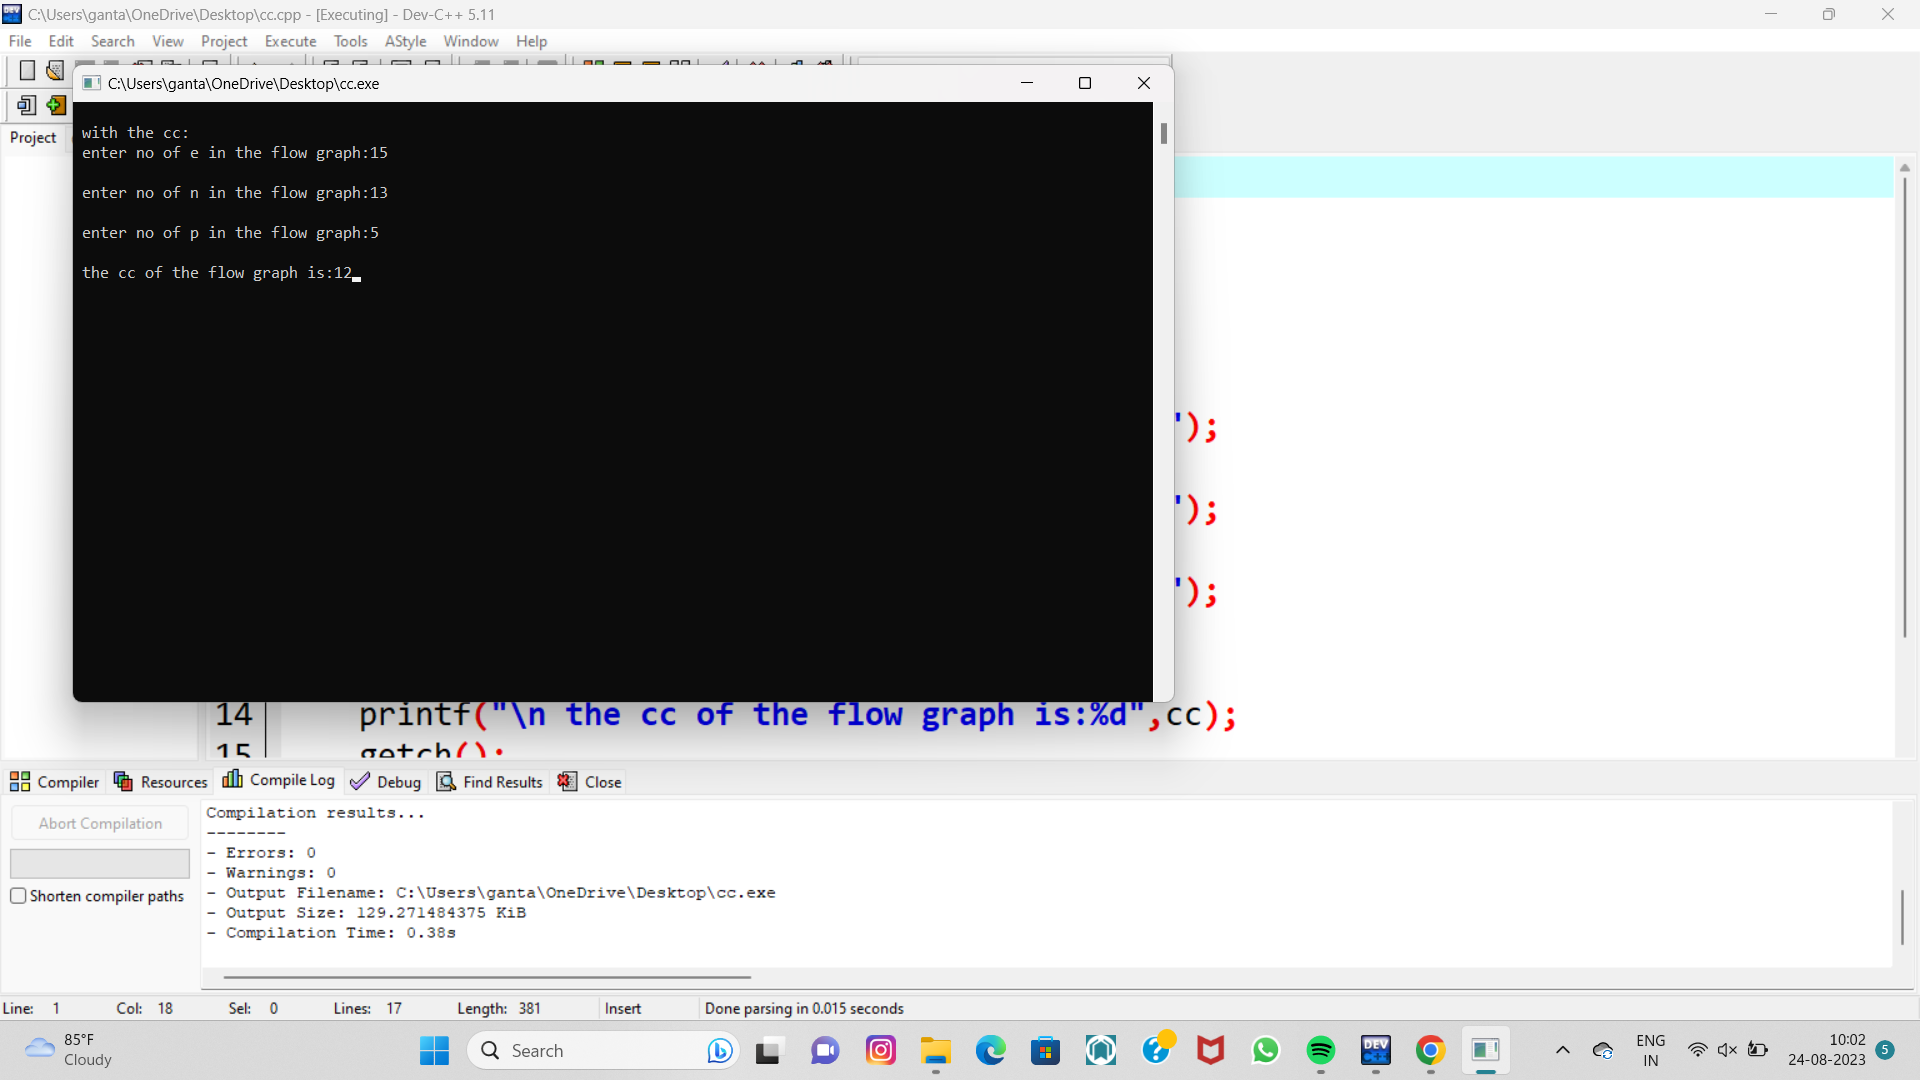 C:\Users\ganta\OneDrive\Desktop\cc.cpp - [Executing] - Dev-C++ 5.11
File Edit Search View Project Execute Tools AStyle Window Help
C:\Users\ganta\OneDrive\Desktop\cc.exe
Project
with the cc:
enter no of e in the flow graph:15
enter no of n in the flow graph:13
enter no of p in the flow graph:5
the cc of the flow graph is:12
");
");
");
14 printf("\n the cc of the flow graph is:%d",cc);
15 getch();
Compiler Resources Compile Log Debug Find Results Close
Abort Compilation
Shorten compiler paths
Compilation results...
--------
- Errors: 0
- Warnings: 0
- Output Filename: C:\Users\ganta\OneDrive\Desktop\cc.exe
- Output Size: 129.271484375 KiB
- Compilation Time: 0.38s
Line: 1 Col: 18 Sel: 0 Lines: 17 Length: 381 Insert Done parsing in 0.015 seconds
85°F
Cloudy
Search
DEV
C++
ENG
IN
10:02
24-08-2023
5